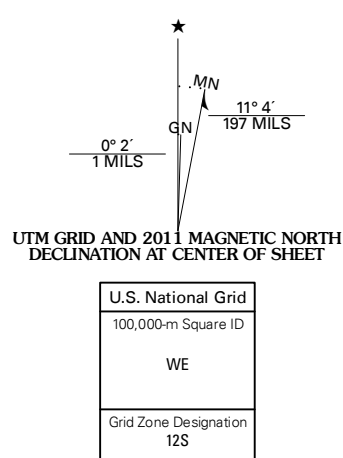 ★
MN
11° 4´
197 MILS
GN
0° 2´
1 MILS
UTM GRID AND 2011 MAGNETIC NORTH
DECLINATION AT CENTER OF SHEET
U.S. National Grid
100,000-m Square ID
WE
Grid Zone Designation
12S